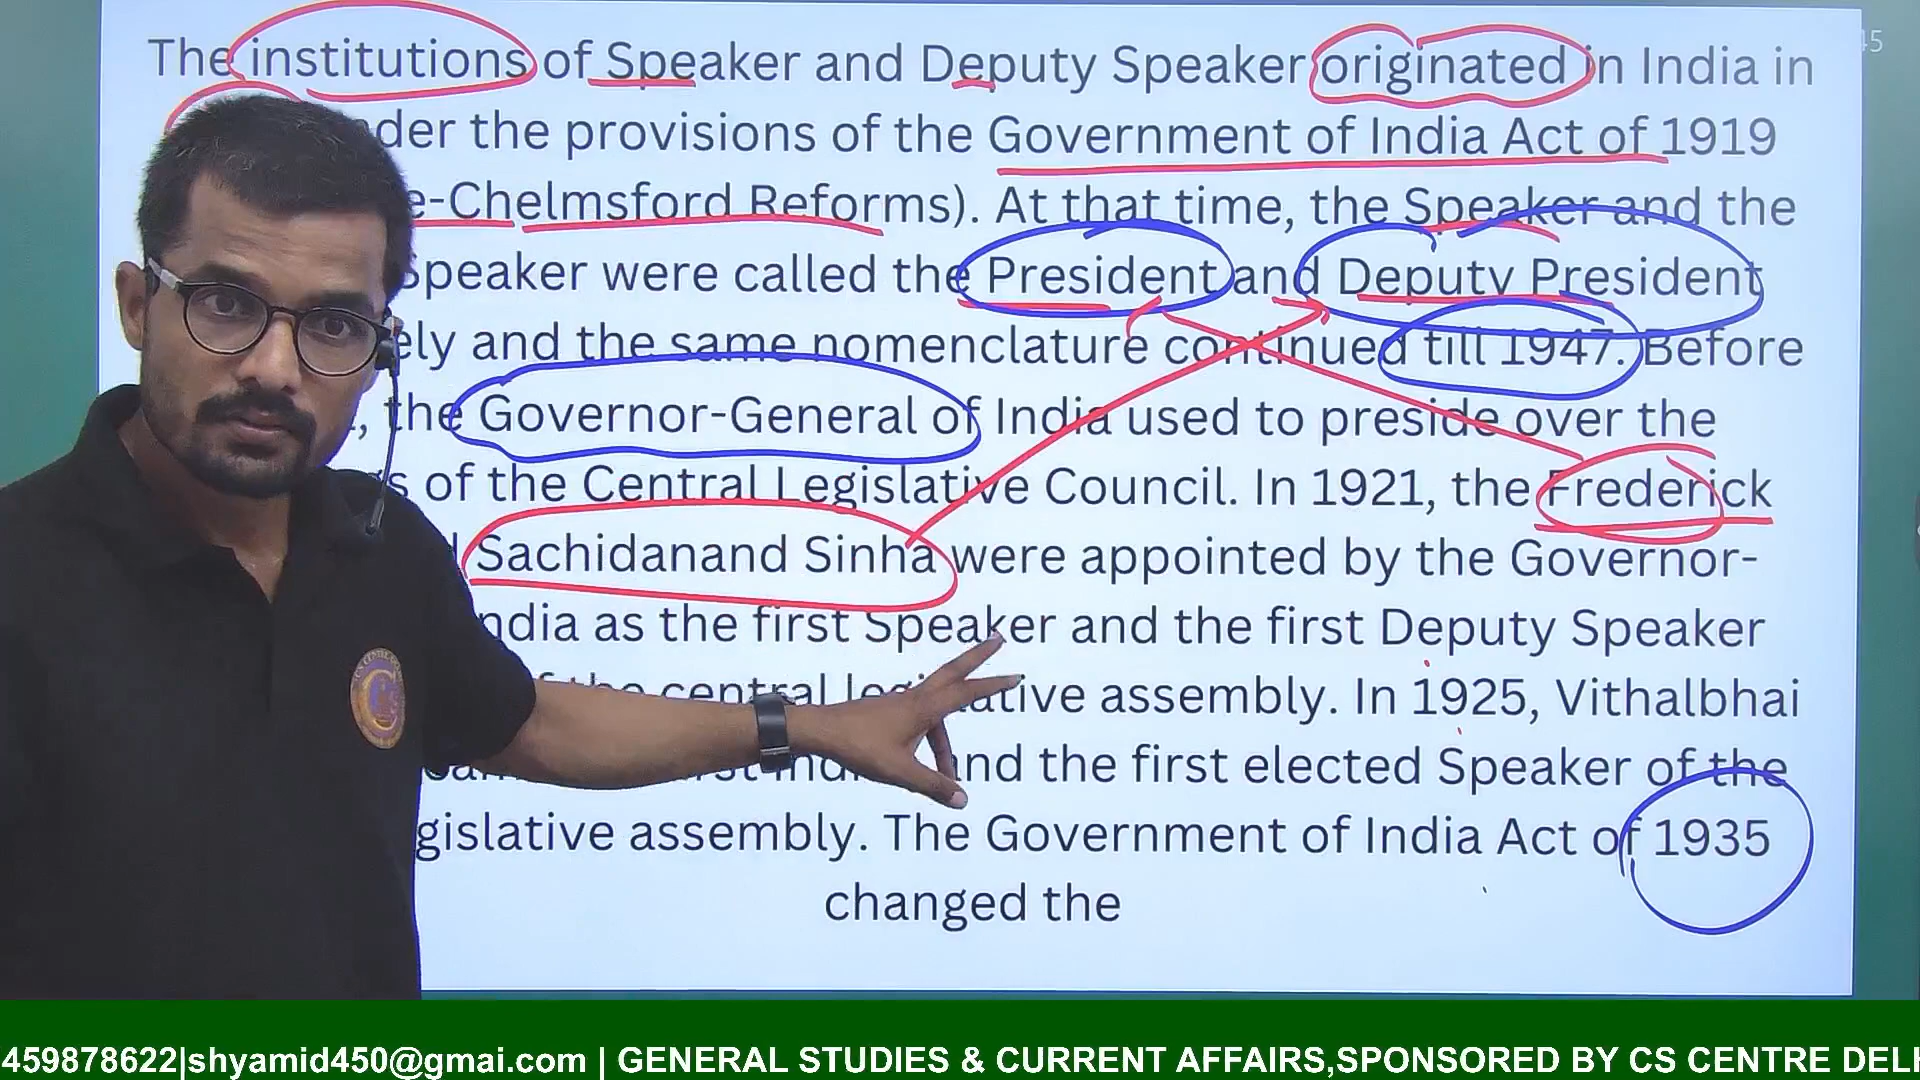 The institutions of Speaker and Deputy Speaker originated in India in
45
der the provisions of the Government of India Act of 1919
e-Chelmsford Reforms). At that time, the Speaker and the
Speaker were called the President and Deputy President
ely and the same nomenclature continued till 1947. Before
, the Governor-General of India used to preside over the
s of the Central Legislative Council. In 1921, the Frederick
Sachidanand Sinha were appointed by the Governor-
ndia as the first Speaker and the first Deputy Speaker
of the central legislative assembly. In 1925, Vithalbhai
and the first elected Speaker of the
gislative assembly. The Government of India Act of 1935
changed the
459878622|shyamid450@gmai.com | GENERAL STUDIES & CURRENT AFFAIRS,SPONSORED BY CS CENTRE DELH